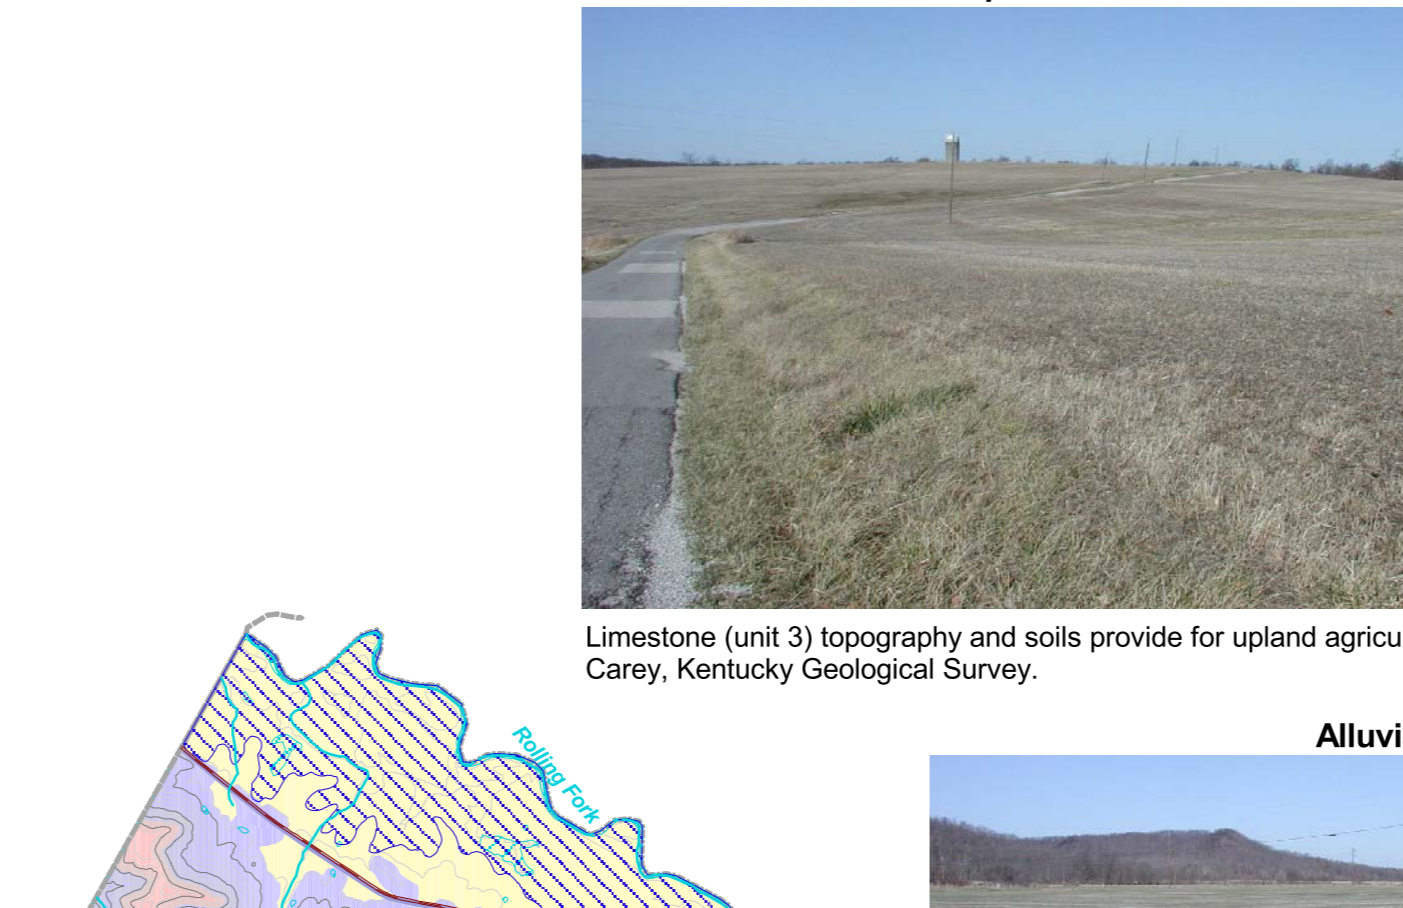 Limestone (unit 3) topography and soils provide for upland agricu
Carey, Kentucky Geological Survey.
Rolling Fork
Alluvi